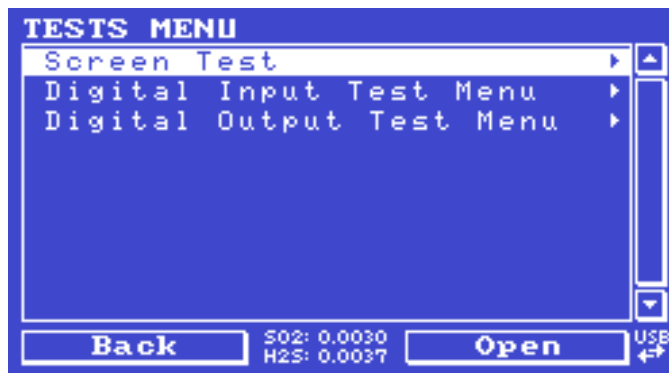 TESTS MENU
Screen Test
Digital Input Test Menu
Digital Output Test Menu
Back
SO2: 0.0030
H2S: 0.0037
Open
USB